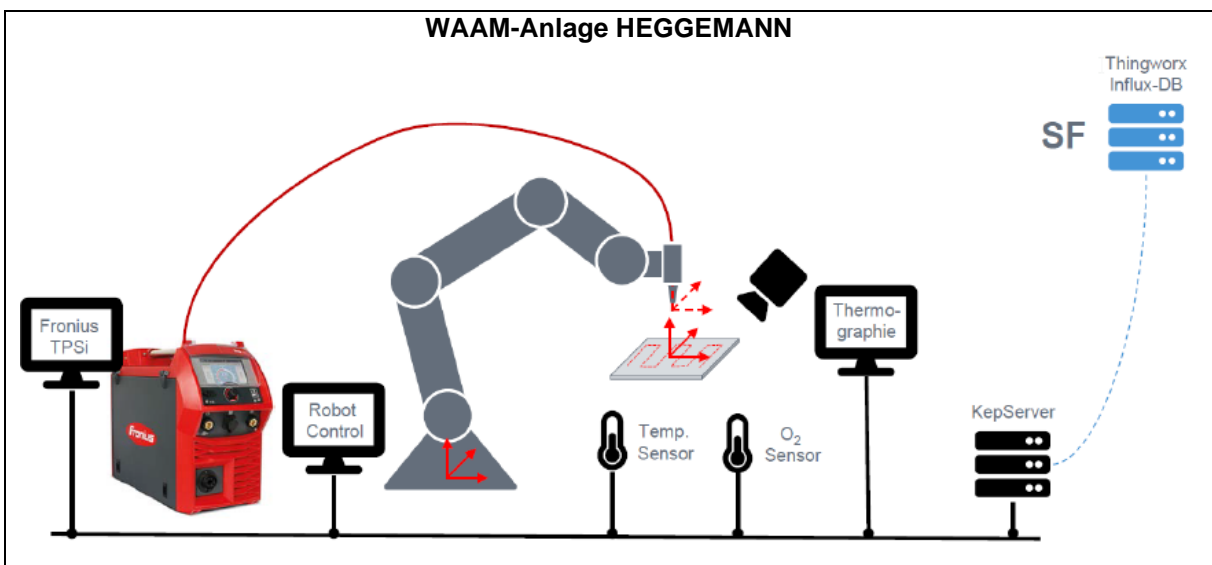 WAAM-Anlage HEGGEMANN
Thingworx
Influx-DB
SF
Fronius
TPSi
Fronius
Robot
Control
Temp.
Sensor
O₂
Sensor
Thermo-
graphie
KepServer